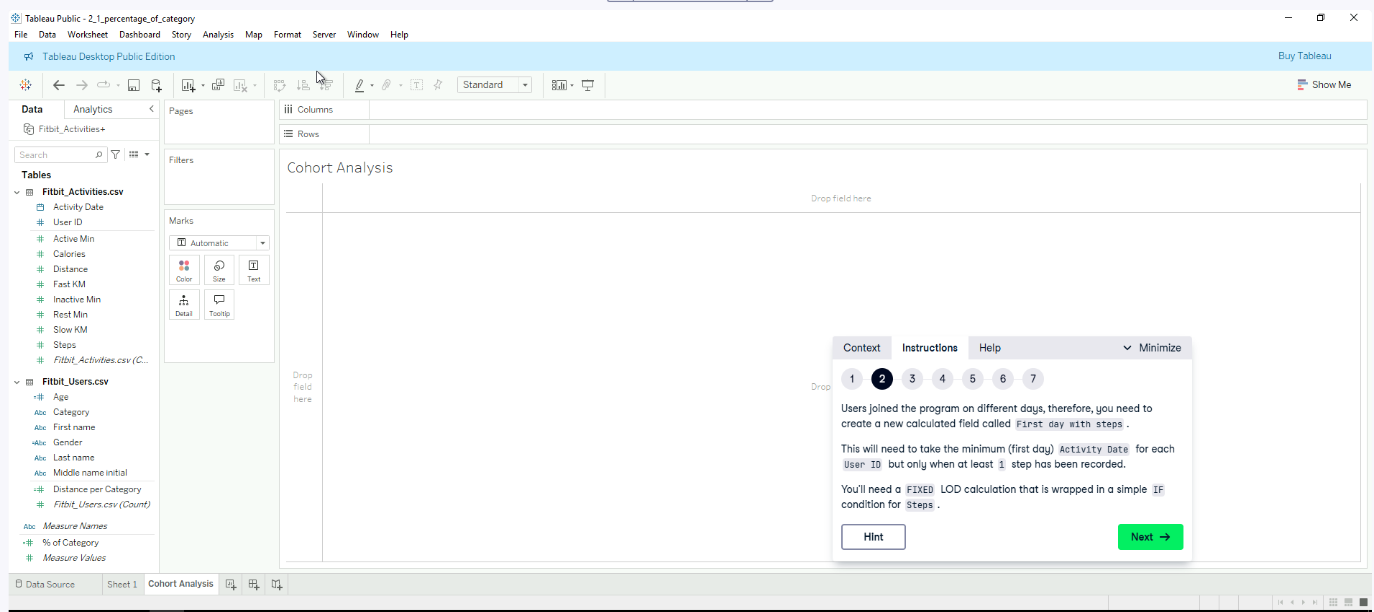 Tableau Public - 2_1_percentage_of_category
File Data Worksheet Dashboard Story Analysis Map Format Server Window Help
Tableau Desktop Public Edition
Buy Tableau
Standard
Show Me
Data Analytics
Fitbit_Activities+
Search
Tables
Fitbit_Activities.csv
Activity Date
User ID
Active Min
Calories
Distance
Fast KM
Inactive Min
Rest Min
Slow KM
Steps
Fitbit_Activities.csv (C...
Fitbit_Users.csv
Age
Abc Category
Abc First name
Abc Gender
Abc Last name
Abc Middle name initial
Distance per Category
Fitbit_Users.csv (Count)
Abc Measure Names
% of Category
Measure Values
Pages
Filters
Marks
Automatic
Color Size Text
Detail Tooltip
Columns
Rows
Cohort Analysis
Drop field here
Drop
field
here
Drop
Context Instructions Help Minimize
1 2 3 4 5 6 7
Users joined the program on different days, therefore, you need to
create a new calculated field called First day with steps .
This will need to take the minimum (first day) Activity Date for each
User ID but only when at least 1 step has been recorded.
You'll need a FIXED LOD calculation that is wrapped in a simple IF
condition for Steps .
Hint
Next →
Data Source Sheet 1 Cohort Analysis